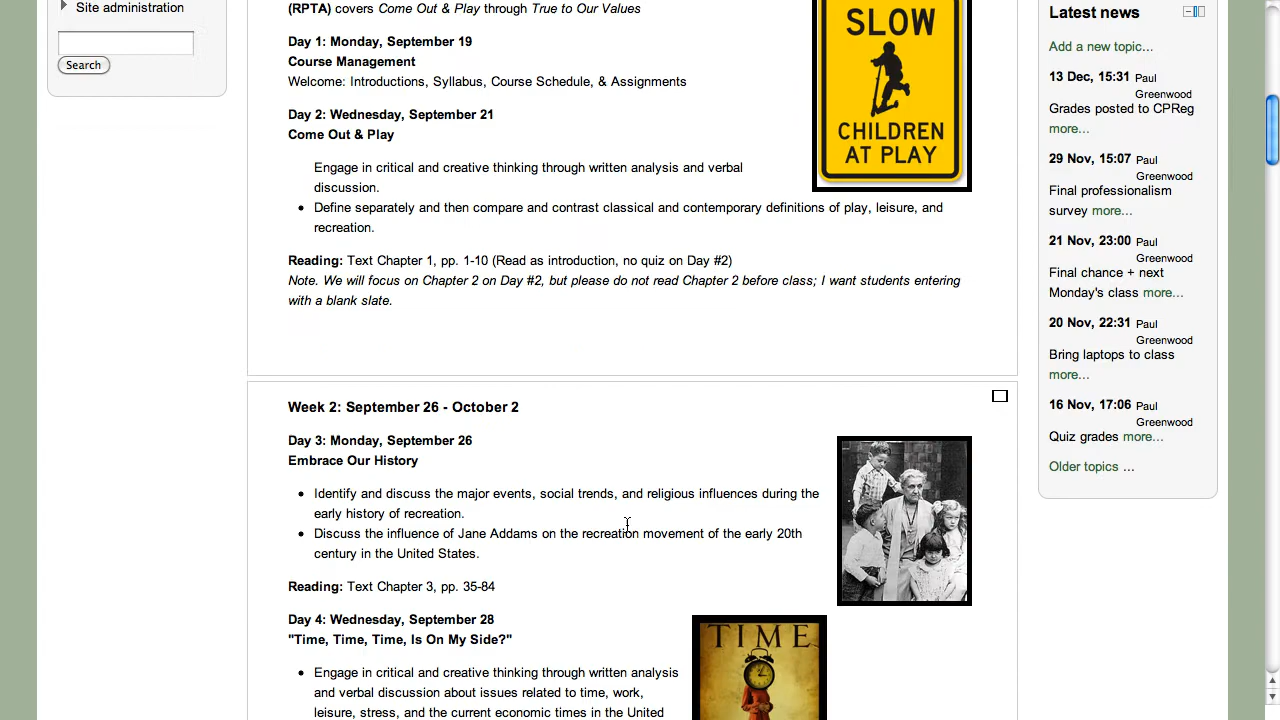 Site administration
Search
(RPTA) covers Come Out & Play through True to Our Values
Day 1: Monday, September 19
Course Management
Welcome: Introductions, Syllabus, Course Schedule, & Assignments
Day 2: Wednesday, September 21
Come Out & Play
Engage in critical and creative thinking through written analysis and verbal
discussion.
• Define separately and then compare and contrast classical and contemporary definitions of play, leisure, and
recreation.
Reading: Text Chapter 1, pp. 1-10 (Read as introduction, no quiz on Day #2)
Note. We will focus on Chapter 2 on Day #2, but please do not read Chapter 2 before class; I want students entering
with a blank slate.
SLOW
CHILDREN
AT PLAY
Week 2: September 26 - October 2
Day 3: Monday, September 26
Embrace Our History
• Identify and discuss the major events, social trends, and religious influences during the
early history of recreation.
• Discuss the influence of Jane Addams on the recreation movement of the early 20th
century in the United States.
Reading: Text Chapter 3, pp. 35-84
Day 4: Wednesday, September 28
"Time, Time, Time, Is On My Side?"
• Engage in critical and creative thinking through written analysis
and verbal discussion about issues related to time, work,
leisure, stress, and the current economic times in the United
TIME
Latest news
Add a new topic...
13 Dec, 15:31 Paul
Greenwood
Grades posted to CPReg
more...
29 Nov, 15:07 Paul
Greenwood
Final professionalism
survey more...
21 Nov, 23:00 Paul
Greenwood
Final chance + next
Monday's class more...
20 Nov, 22:31 Paul
Greenwood
Bring laptops to class
more...
16 Nov, 17:06 Paul
Greenwood
Quiz grades more...
Older topics ...